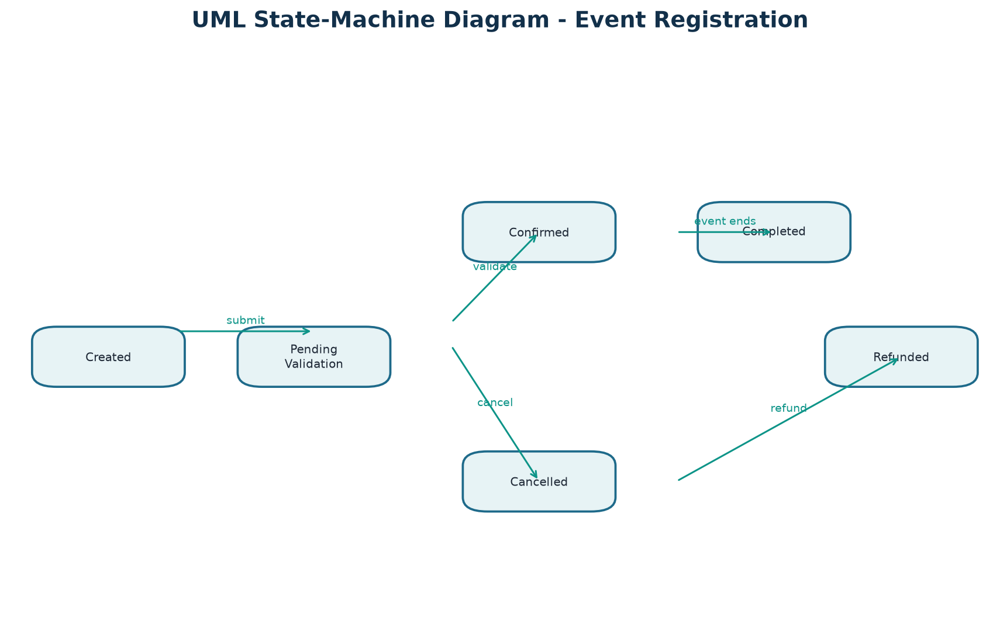 UML State-Machine Diagram - Event Registration
Confirmed
event ends
Completed
validate
submit
Created
Pending
Validation
Refunded
cancel
refund
Cancelled